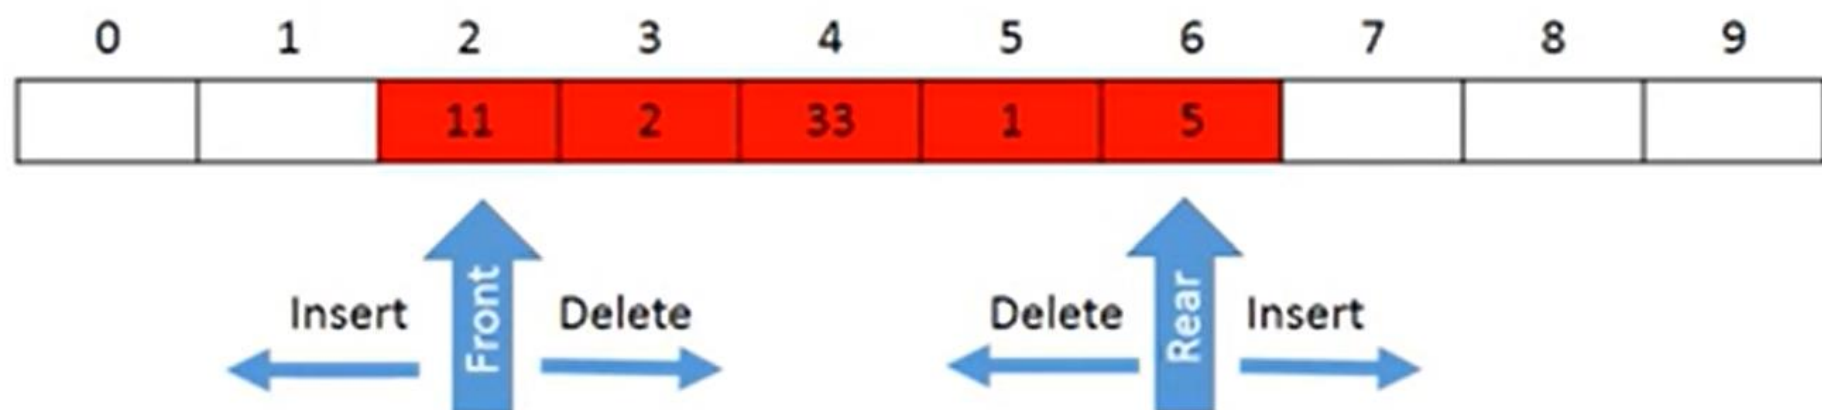 0 1 2 3 4 5 6 7 8 9
11 2 33 1 5
Insert Front Delete Delete Rear Insert